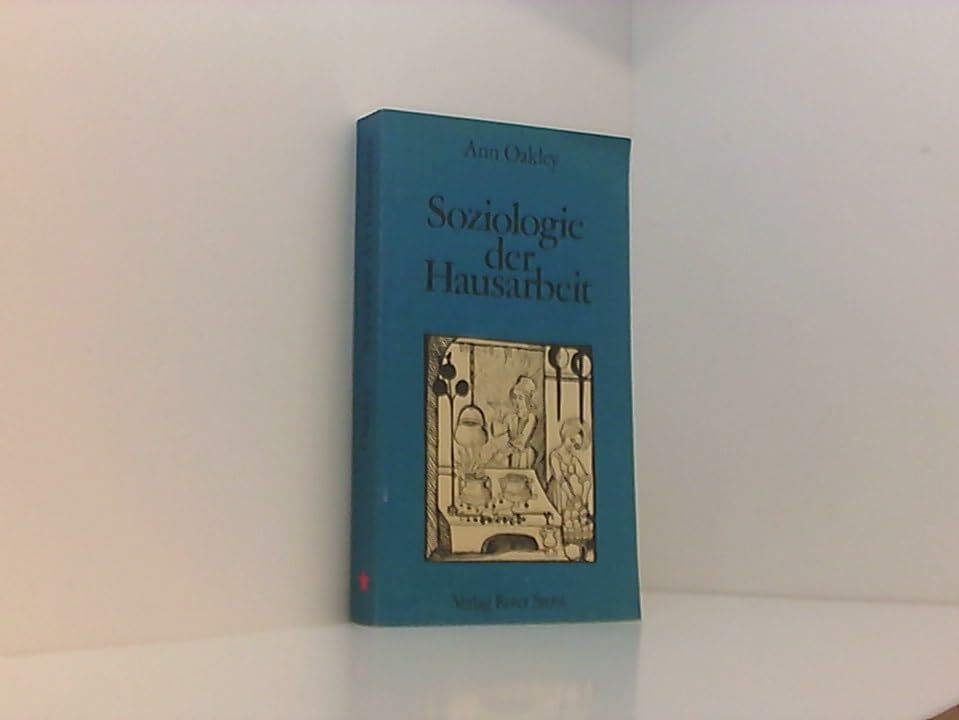 Ann Oakley
Soziologie
der
Hausarbeit
Verlag Roter Stern